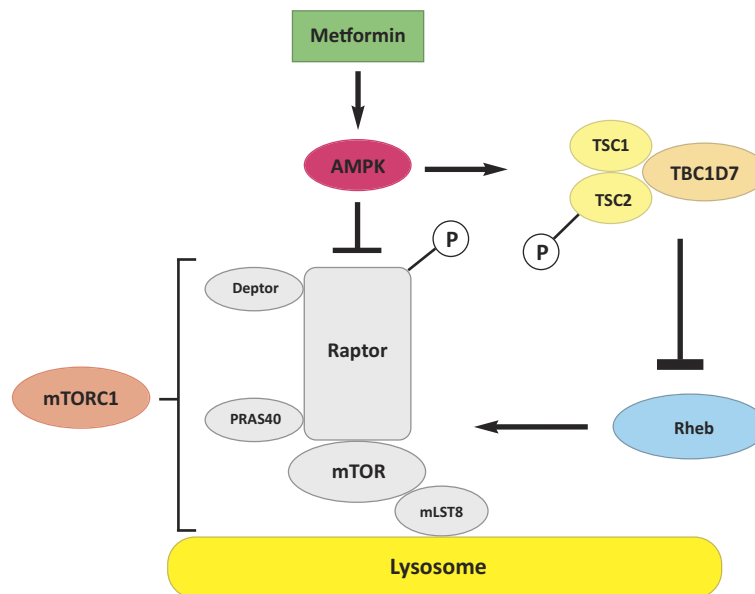 Metformin
AMPK
TSC1
TBC1D7
TSC2
P
P
Deptor
Raptor
mTORC1
PRAS40
Rheb
mTOR
mLST8
Lysosome